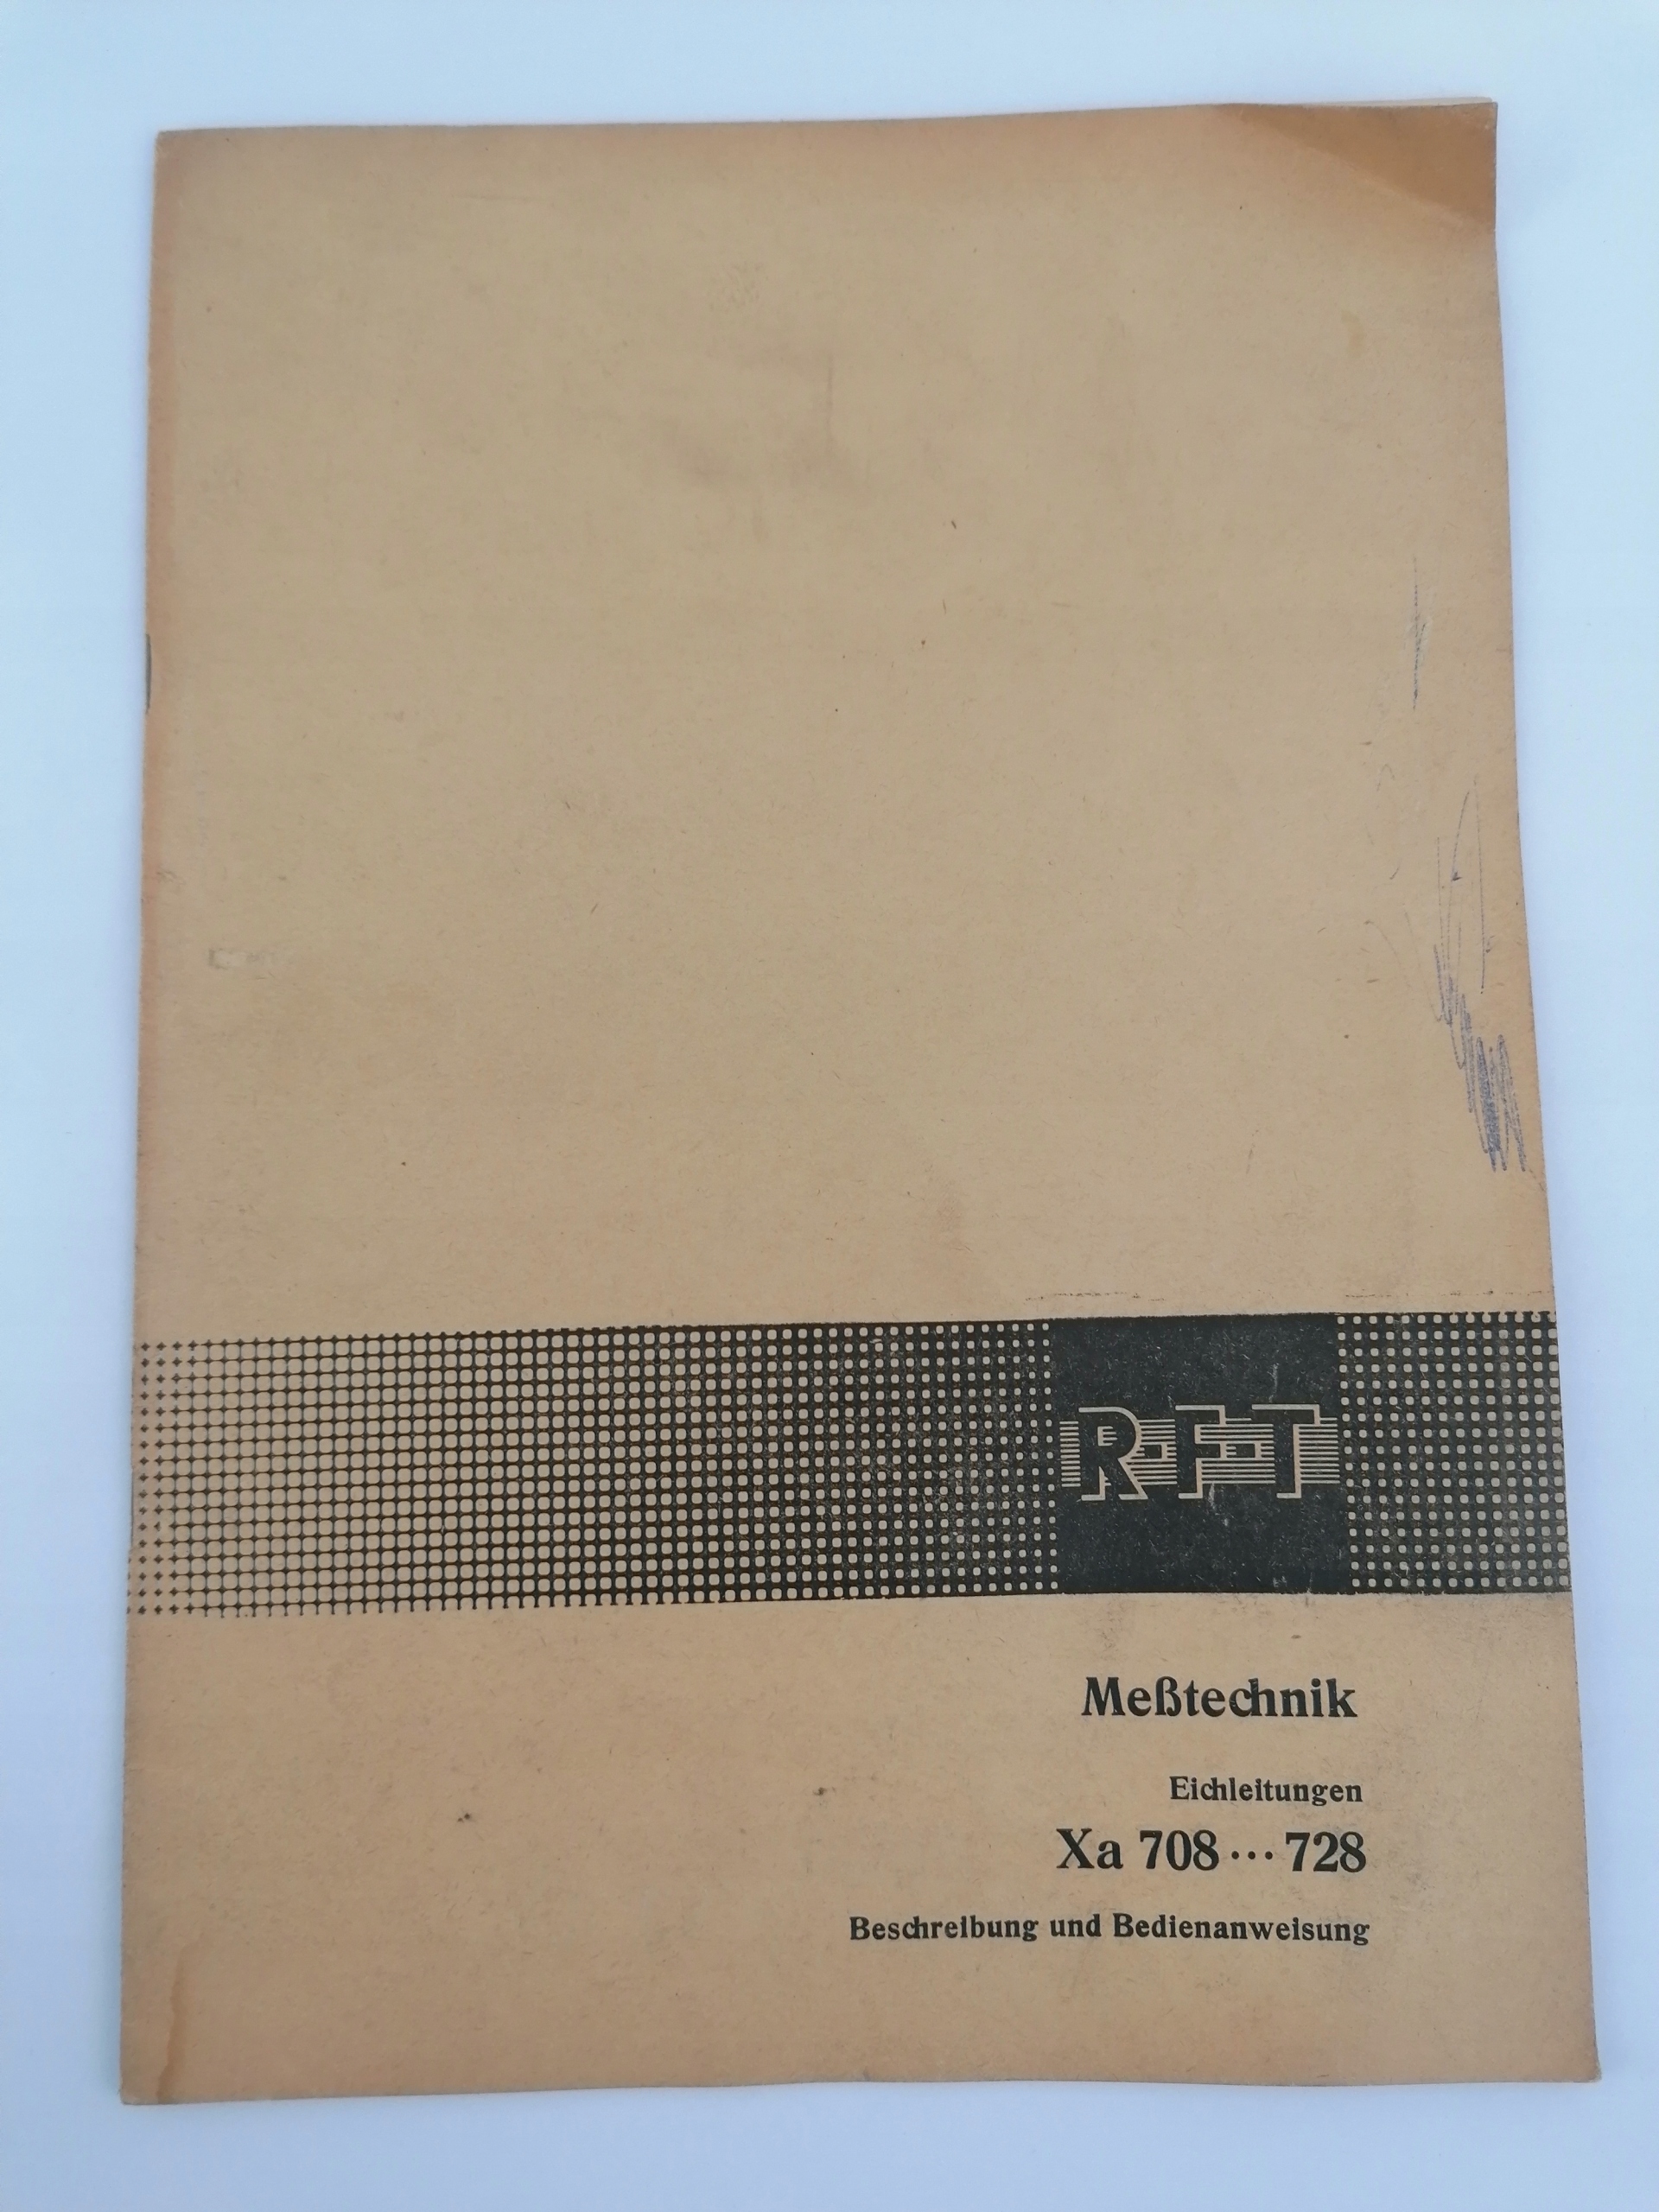 RFT
Meßtechnik
Eichleitungen
Xa 708 ··· 728
Beschreibung und Bedienanweisung